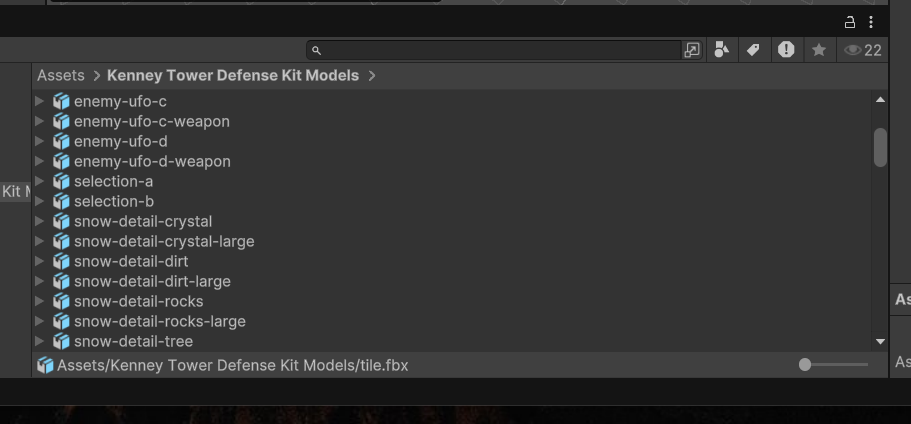 22
Assets > Kenney Tower Defense Kit Models >
enemy-ufo-c
enemy-ufo-c-weapon
enemy-ufo-d
enemy-ufo-d-weapon
selection-a
Kit M
selection-b
snow-detail-crystal
snow-detail-crystal-large
snow-detail-dirt
snow-detail-dirt-large
snow-detail-rocks
As
snow-detail-rocks-large
snow-detail-tree
Assets/Kenney Tower Defense Kit Models/tile.fbx
As